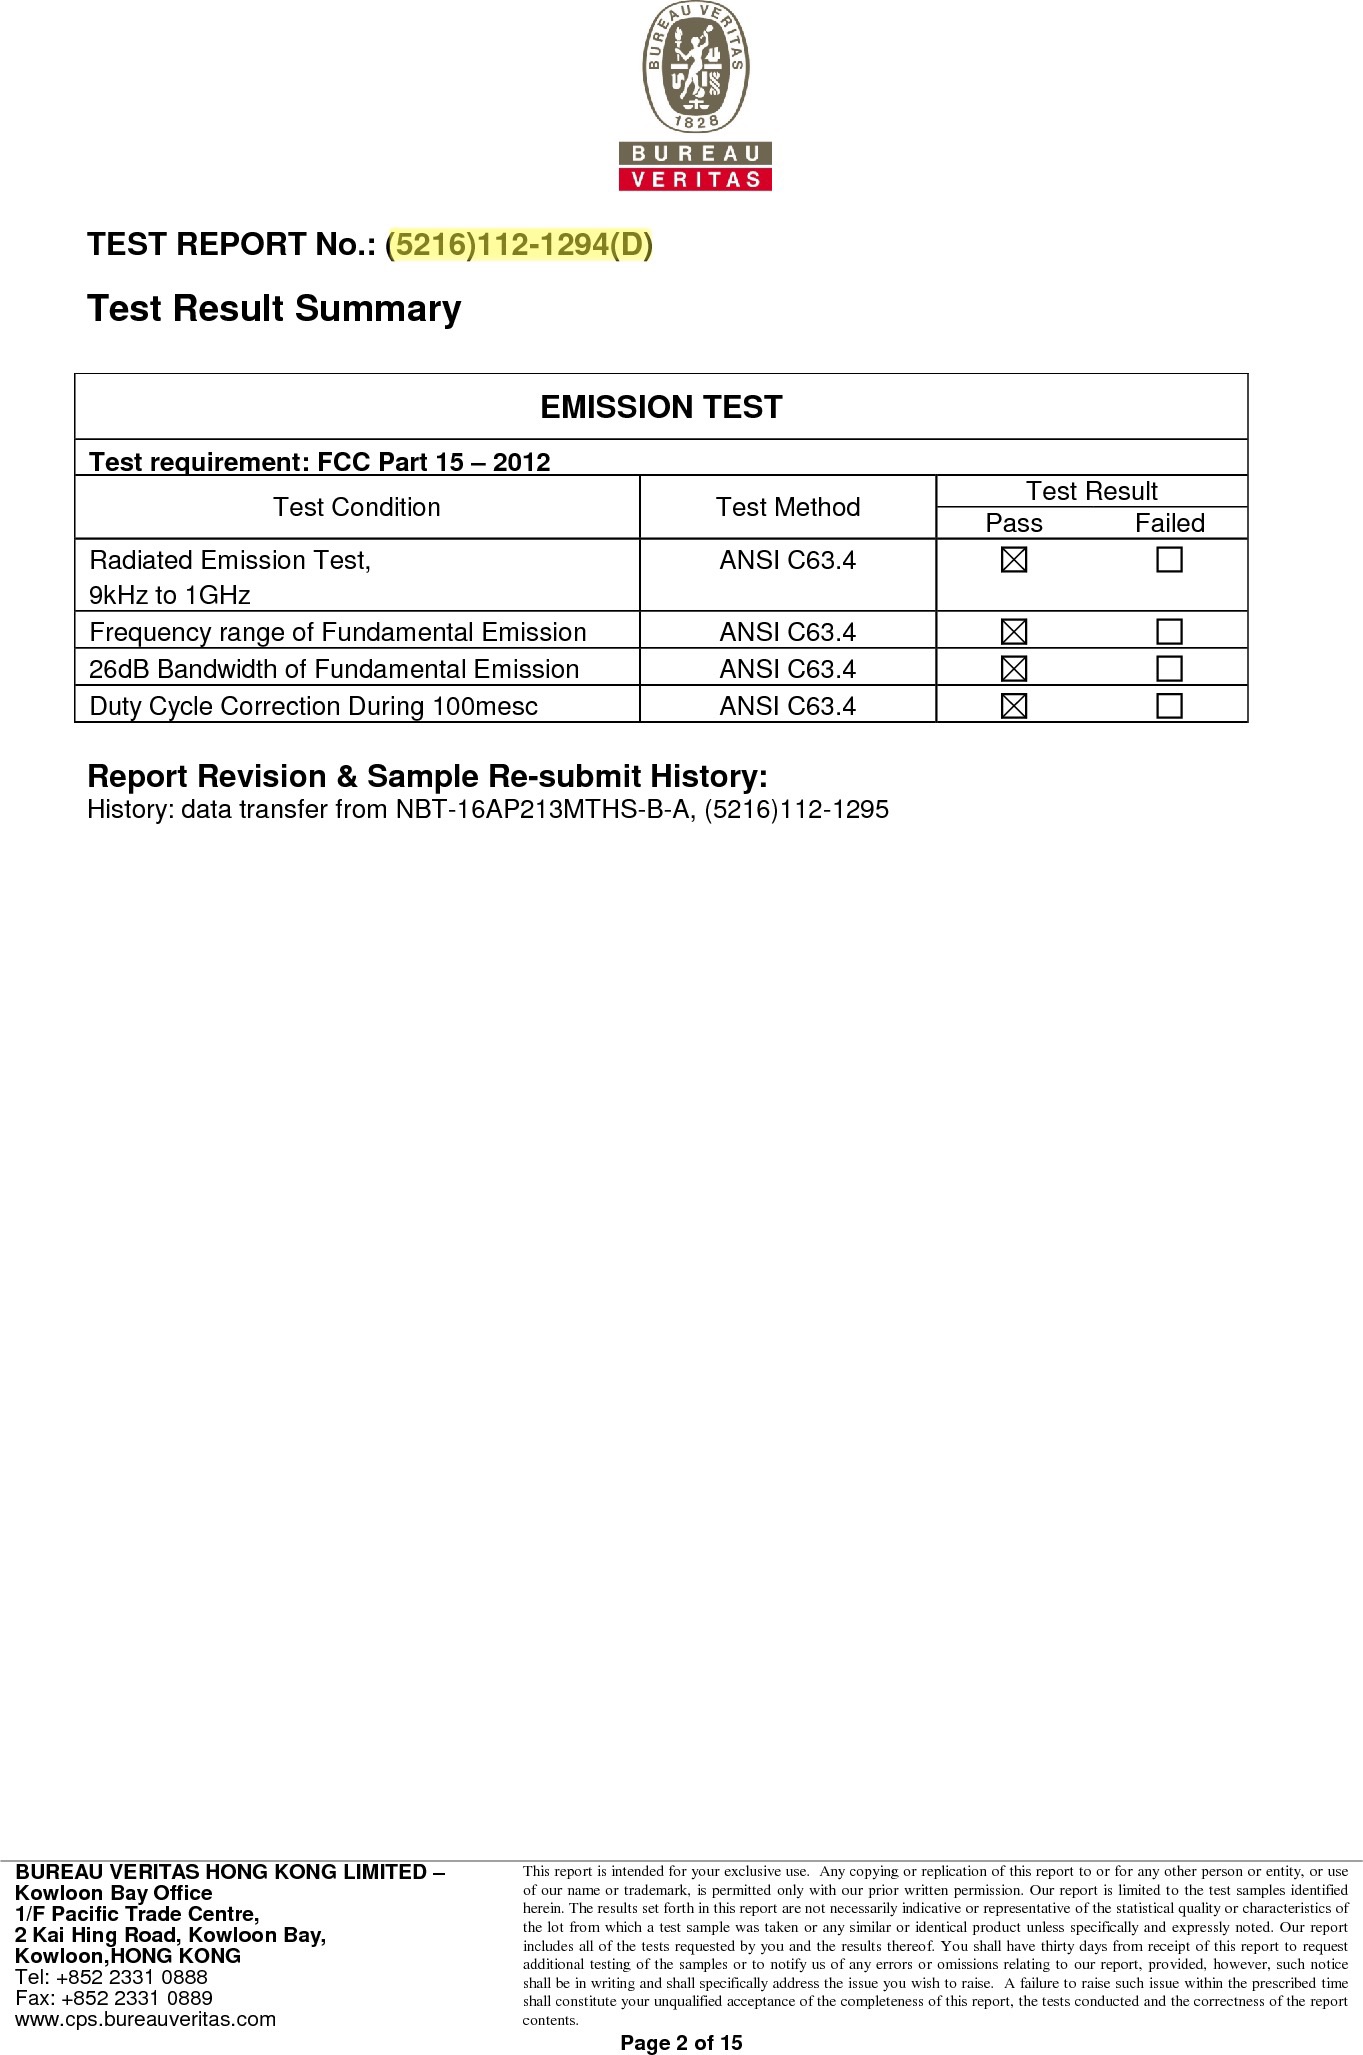 BUREAU VERITAS
1828
BUREAU
VERITAS
TEST REPORT No.: (5216)112-1294(D)
Test Result Summary
EMISSION TEST
Test requirement: FCC Part 15 – 2012
Test Condition Test Method Test Result
Pass Failed
Radiated Emission Test, ANSI C63.4 ☒ ☐
9kHz to 1GHz
Frequency range of Fundamental Emission ANSI C63.4 ☒ ☐
26dB Bandwidth of Fundamental Emission ANSI C63.4 ☒ ☐
Duty Cycle Correction During 100mesc ANSI C63.4 ☒ ☐
Report Revision & Sample Re-submit History:
History: data transfer from NBT-16AP213MTHS-B-A, (5216)112-1295
BUREAU VERITAS HONG KONG LIMITED –
Kowloon Bay Office
1/F Pacific Trade Centre,
2 Kai Hing Road, Kowloon Bay,
Kowloon,HONG KONG
Tel: +852 2331 0888
Fax: +852 2331 0889
www.cps.bureauveritas.com
This report is intended for your exclusive use. Any copying or replication of this report to or for any other person or entity, or use
of our name or trademark, is permitted only with our prior written permission. Our report is limited to the test samples identified
herein. The results set forth in this report are not necessarily indicative or representative of the statistical quality or characteristics of
the lot from which a test sample was taken or any similar or identical product unless specifically and expressly noted. Our report
includes all of the tests requested by you and the results thereof. You shall have thirty days from receipt of this report to request
additional testing of the samples or to notify us of any errors or omissions relating to our report, provided, however, such notice
shall be in writing and shall specifically address the issue you wish to raise. A failure to raise such issue within the prescribed time
shall constitute your unqualified acceptance of the completeness of this report, the tests conducted and the correctness of the report
contents.
Page 2 of 15